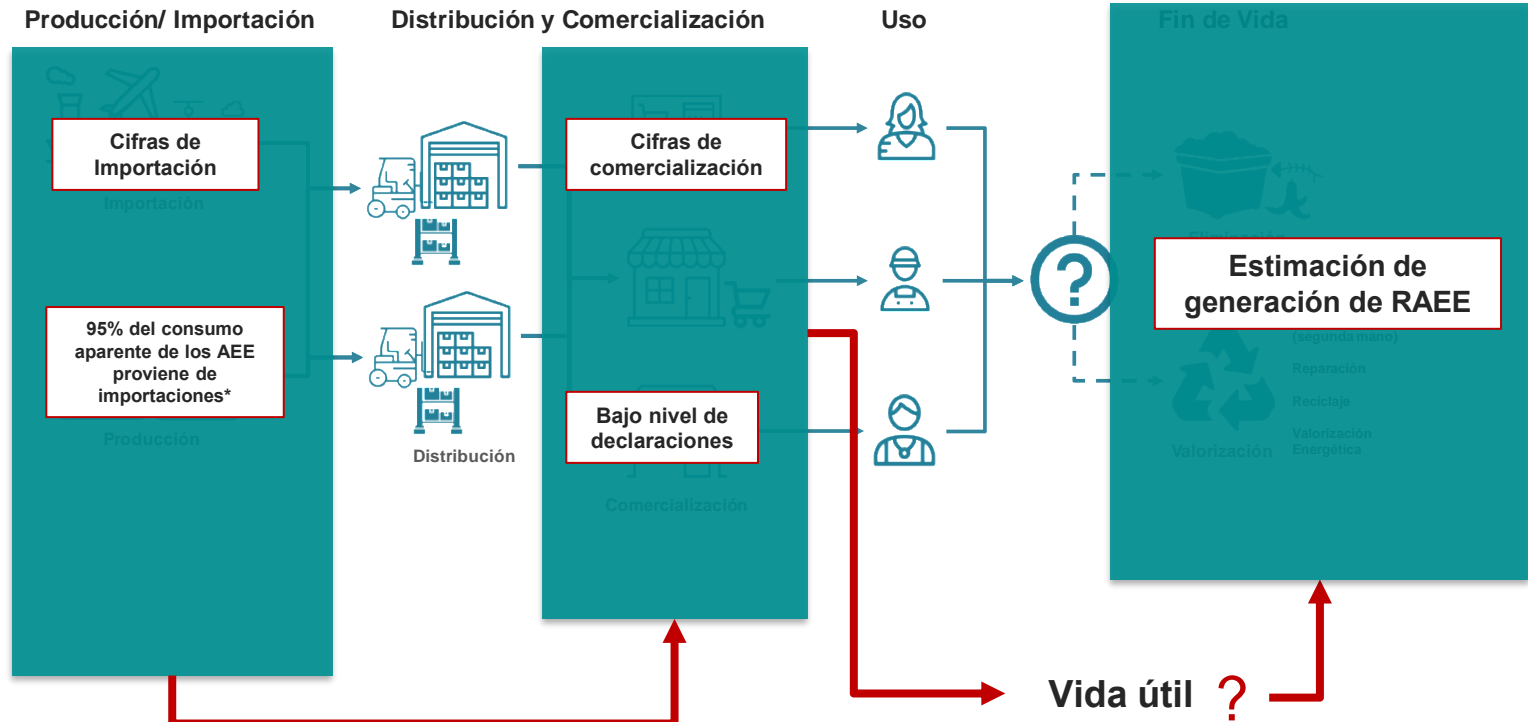 Producción/ Importación
Distribución y Comercialización
Uso
Fin de Vida
Cifras de
Importación
Importación
95% del consumo
aparente de los AEE
proviene de
importaciones*
Producción
Distribución
Cifras de
comercialización
Bajo nivel de
declaraciones
Comercialización
?
Eliminación
Estimación de
generación de RAEE
(segunda mano)
Reparación
Reciclaje
Valorización
Energética
Valorización
Vida útil ?